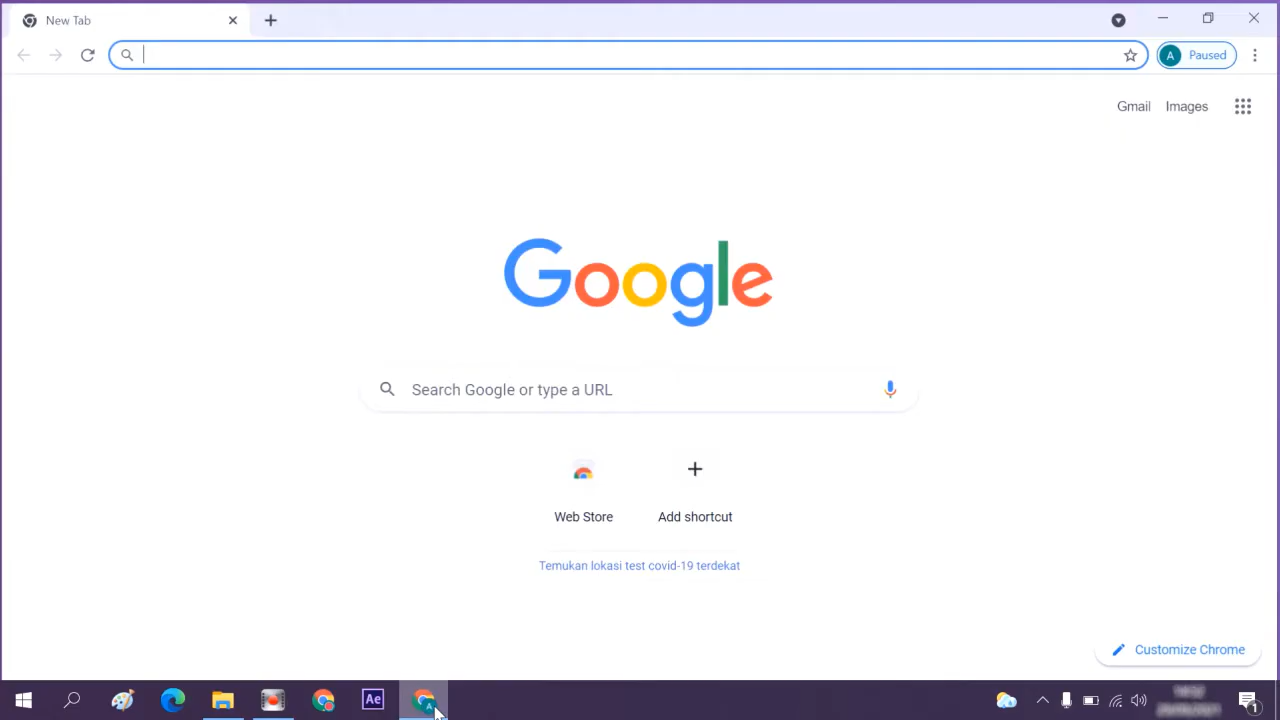 New Tab
A Paused
Gmail Images
Google
Search Google or type a URL
Web Store Add shortcut
Temukan lokasi test covid-19 terdekat
Customize Chrome
Ae A 1